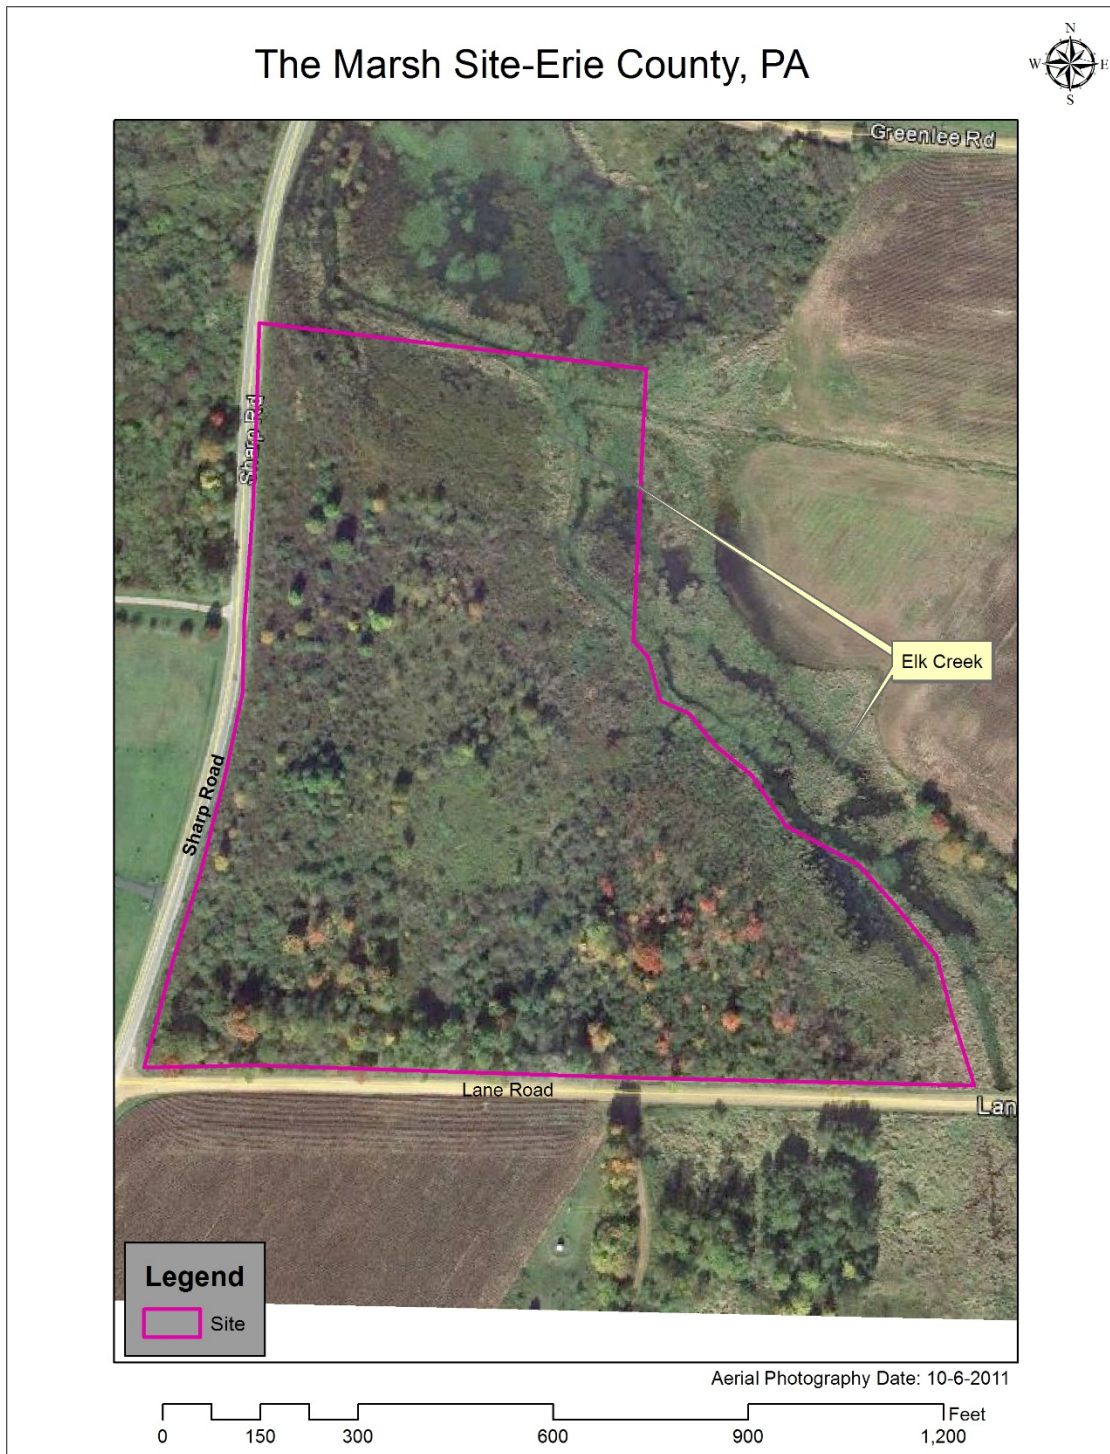 The Marsh Site-Erie County, PA
N
W E
S
Greenlee Rd
Sharp Rd
Elk Creek
Sharp Road
Lane Road
Lan
Legend
Site
Aerial Photography Date: 10-6-2011
Feet
0 150 300 600 900 1,200